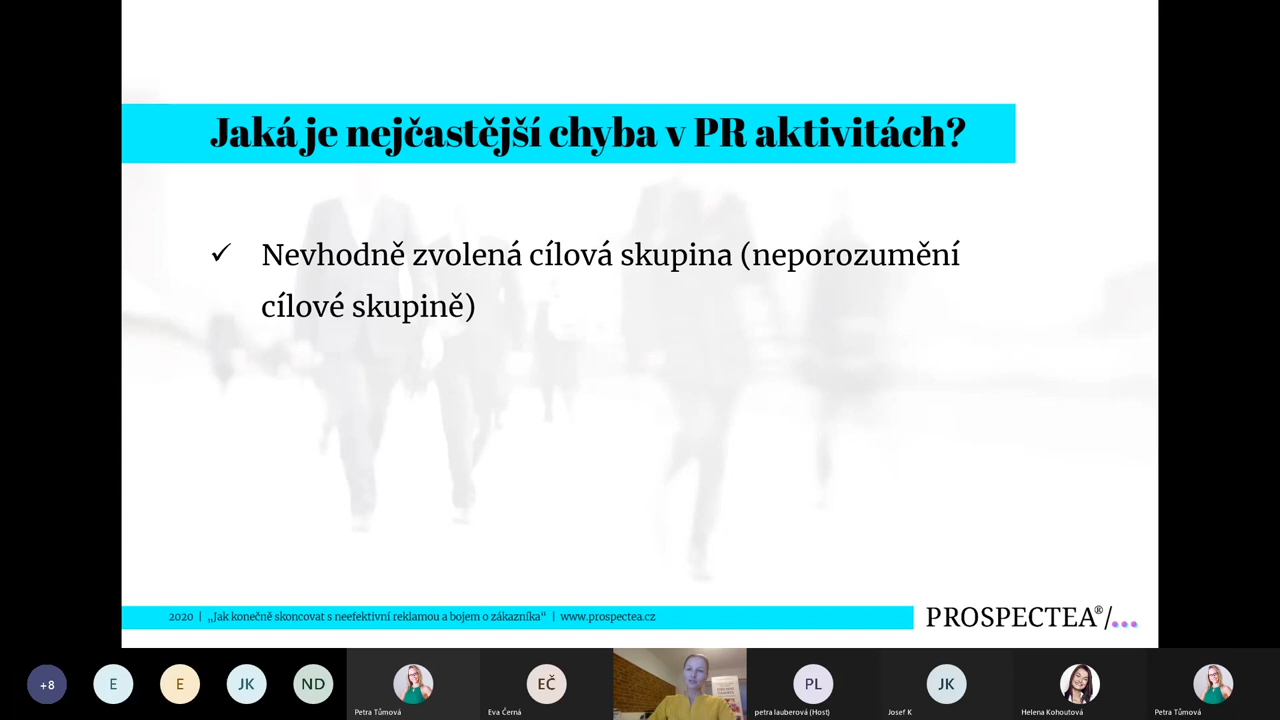 Jaká je nejčastější chyba v PR aktivitách?
✓ Nevhodně zvolená cílová skupina (neporozumění
cílové skupině)
2020 | „Jak konečně skoncovat s neefektivní reklamou a bojem o zákazníka“ | www.prospectea.cz
PROSPECTEA®/...
+8
E
E
JK
ND
Petra Tůmová
EČ
Eva Černá
PL
petra lauberová (Host)
JK
Josef K
Helena Kohoutová
Petra Tůmová